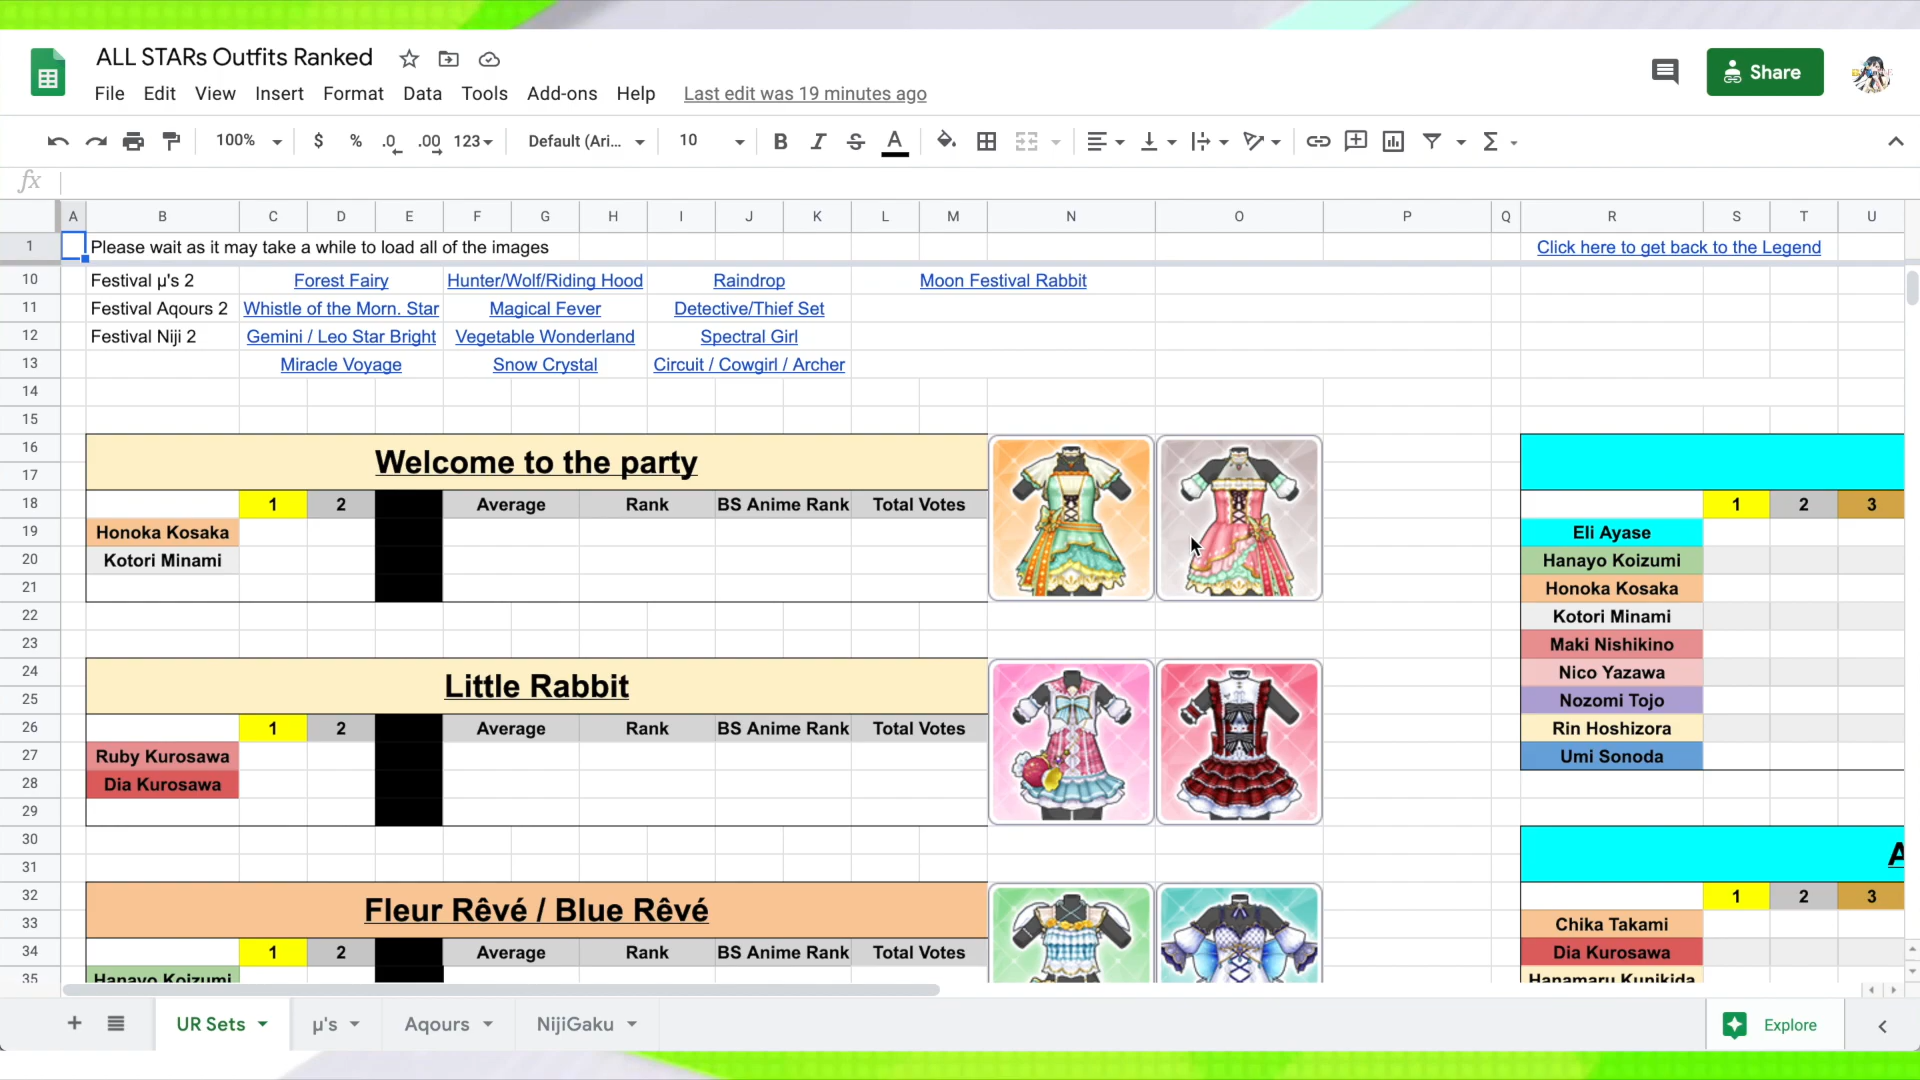 ALL STARs Outfits Ranked
File Edit View Insert Format Data Tools Add-ons Help Last edit was 19 minutes ago
Share
100% $ % .0 .00 123 Default (Ari... 10 B I S A
fx
A B C D E F G H I J K L M N O P Q R S T U
1 Please wait as it may take a while to load all of the images Click here to get back to the Legend
10 Festival μ's 2 Forest Fairy Hunter/Wolf/Riding Hood Raindrop Moon Festival Rabbit
11 Festival Aqours 2 Whistle of the Morn. Star Magical Fever Detective/Thief Set
12 Festival Niji 2 Gemini / Leo Star Bright Vegetable Wonderland Spectral Girl
13 Miracle Voyage Snow Crystal Circuit / Cowgirl / Archer
14
15
16
Welcome to the party
17
18 1 2 Average Rank BS Anime Rank Total Votes 1 2 3
19 Honoka Kosaka Eli Ayase
20 Kotori Minami Hanayo Koizumi
21 Honoka Kosaka
22 Kotori Minami
23 Maki Nishikino
24 Nico Yazawa
Little Rabbit
25 Nozomi Tojo
26 1 2 Average Rank BS Anime Rank Total Votes Rin Hoshizora
27 Ruby Kurosawa Umi Sonoda
28 Dia Kurosawa
29
30
31 A
32 1 2 3
Fleur Rêvé / Blue Rêvé
33 Chika Takami
34 1 2 Average Rank BS Anime Rank Total Votes Dia Kurosawa
35 Hanayo Koizumi Hanamaru Kunikida
UR Sets μ's Aqours NijiGaku Explore